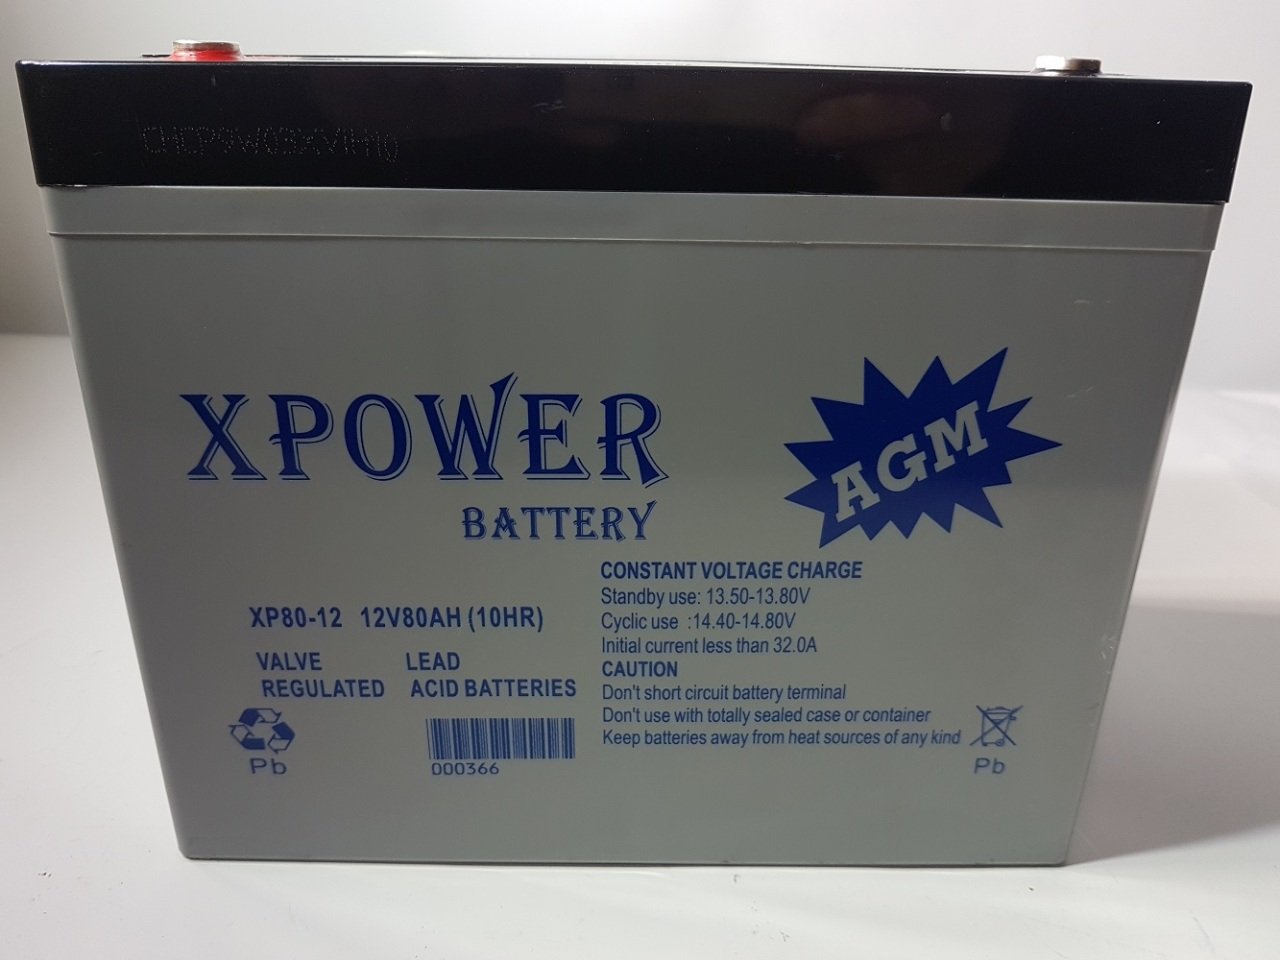 XPOWER
BATTERY
AGM
XP80-12 12V80AH (10HR)
VALVE REGULATED
LEAD ACID BATTERIES
Pb
000366
CONSTANT VOLTAGE CHARGE
Standby use: 13.50-13.80V
Cyclic use :14.40-14.80V
Initial current less than 32.0A
CAUTION
Don't short circuit battery terminal
Don't use with totally sealed case or container
Keep batteries away from heat sources of any kind
Pb